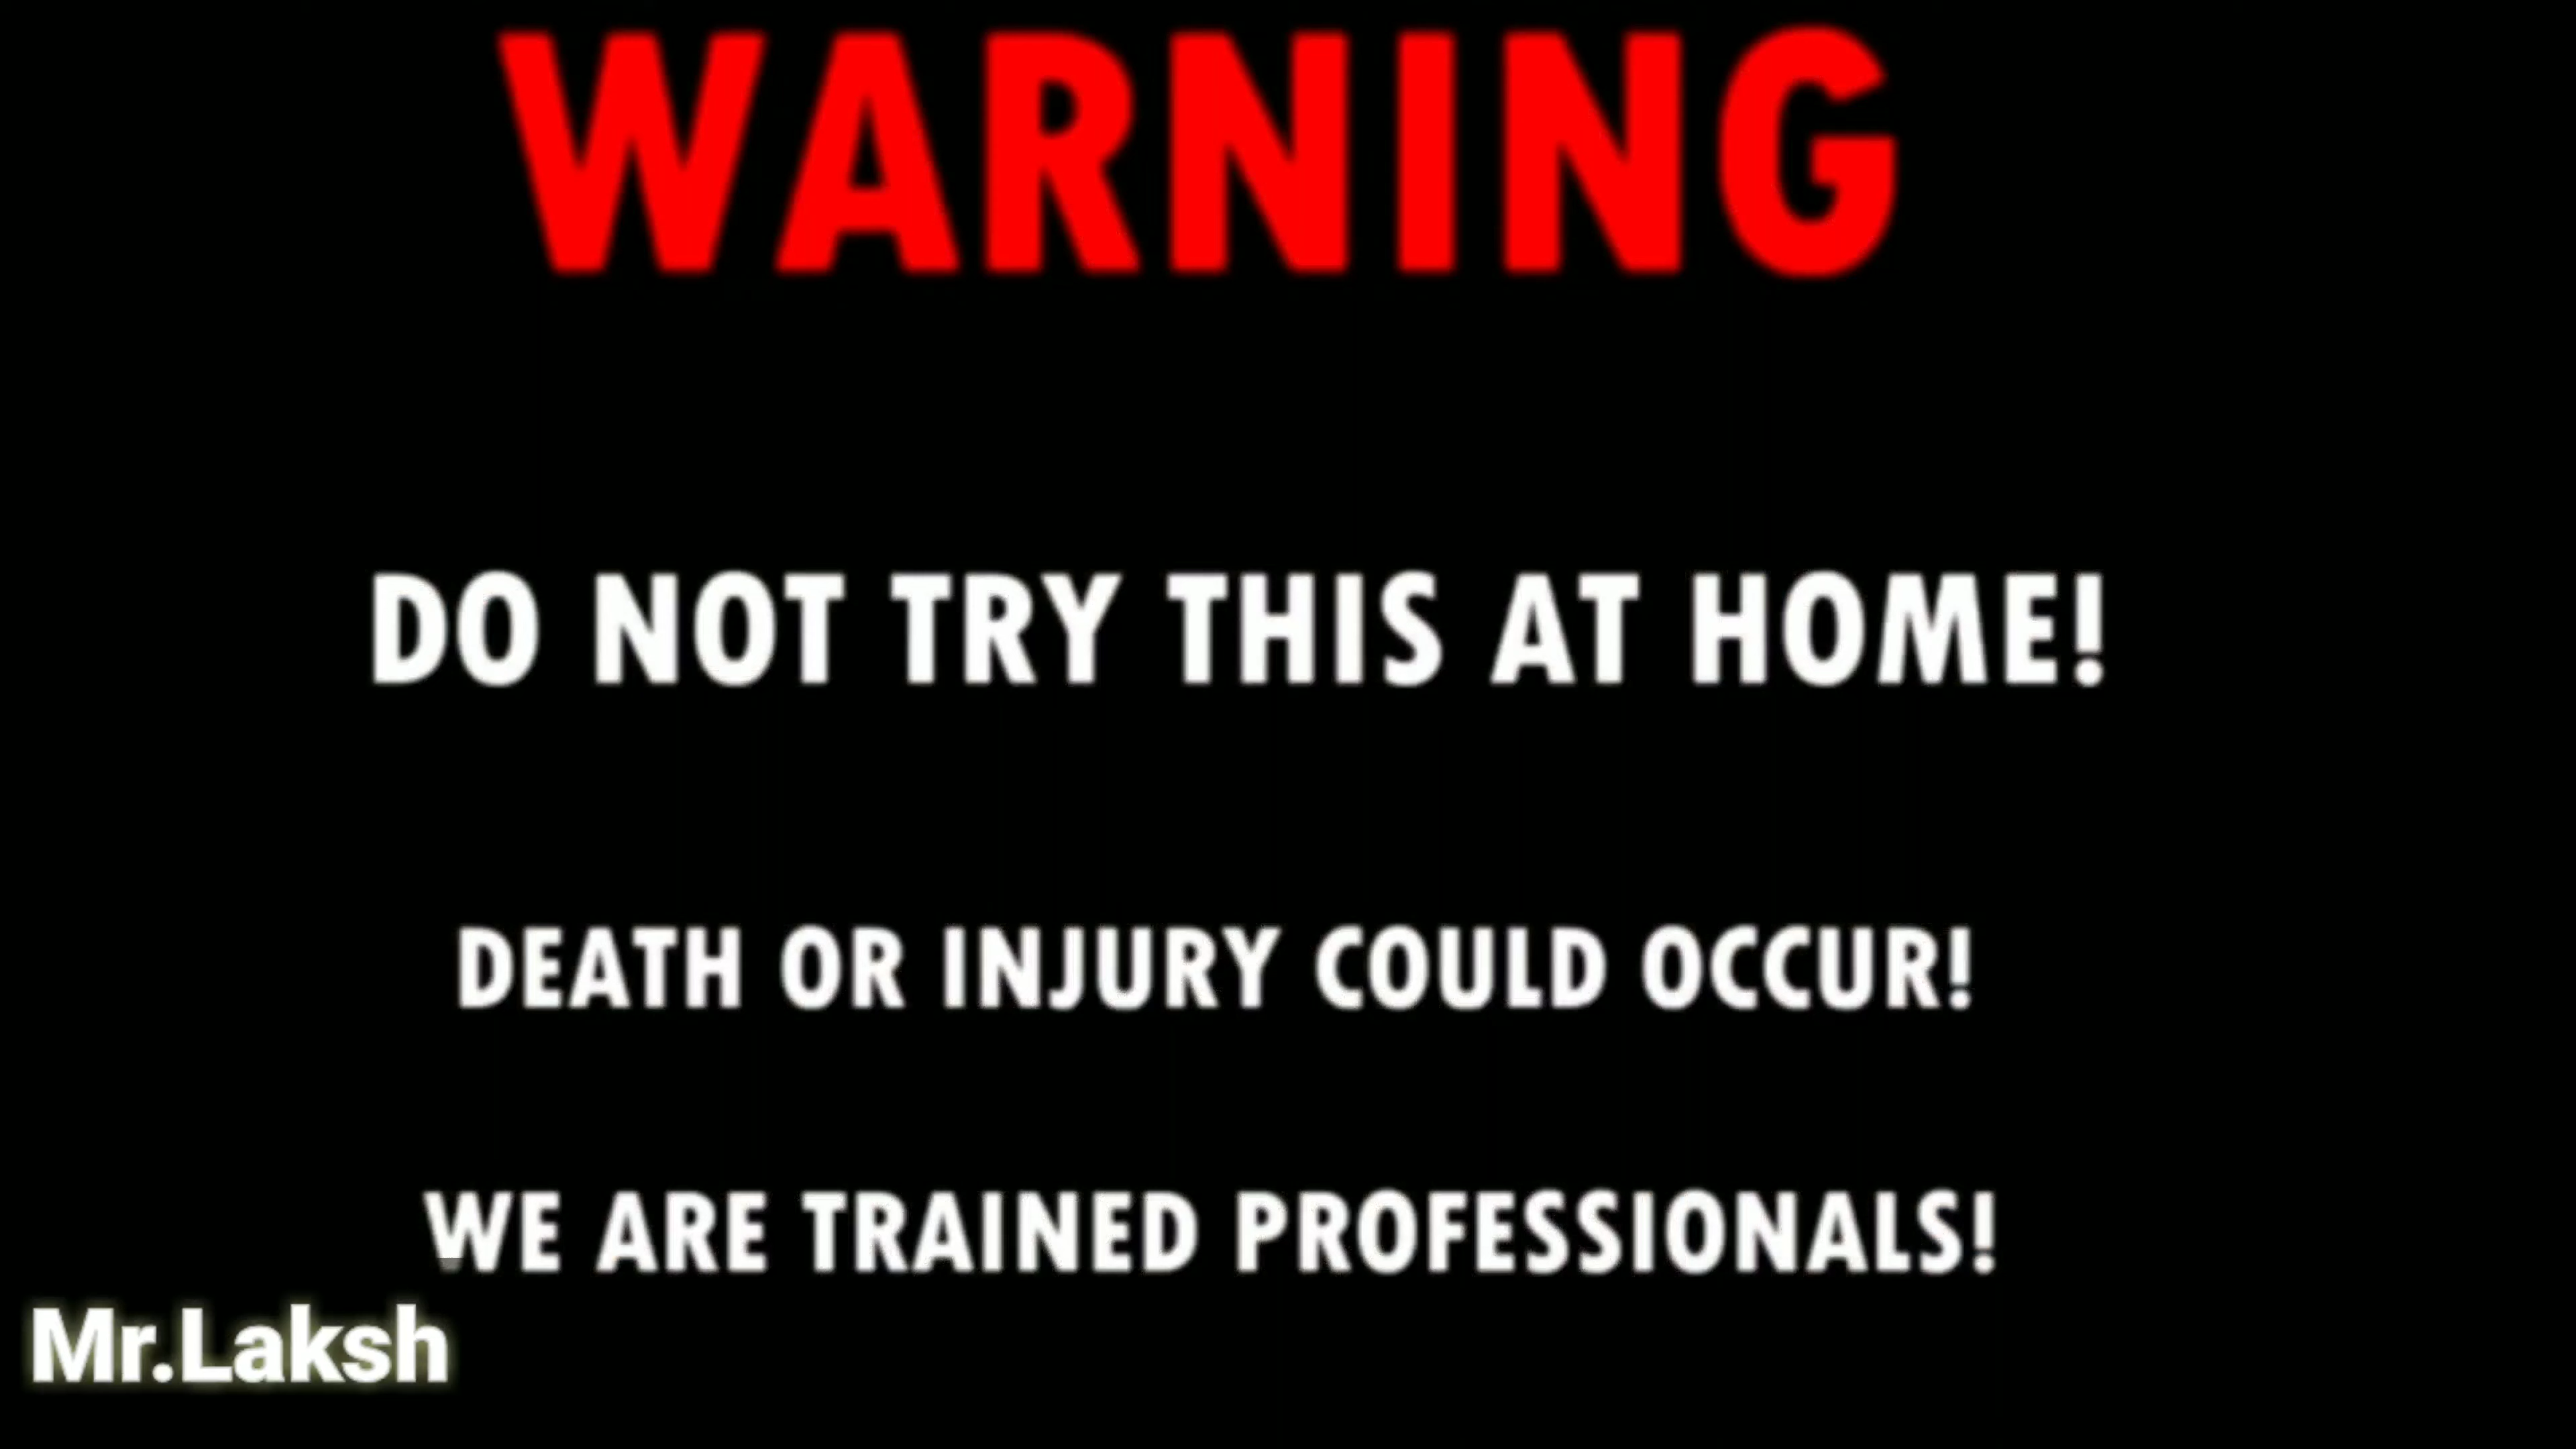 WARNING
DO NOT TRY THIS AT HOME!
DEATH OR INJURY COULD OCCUR!
WE ARE TRAINED PROFESSIONALS!
Mr.Laksh